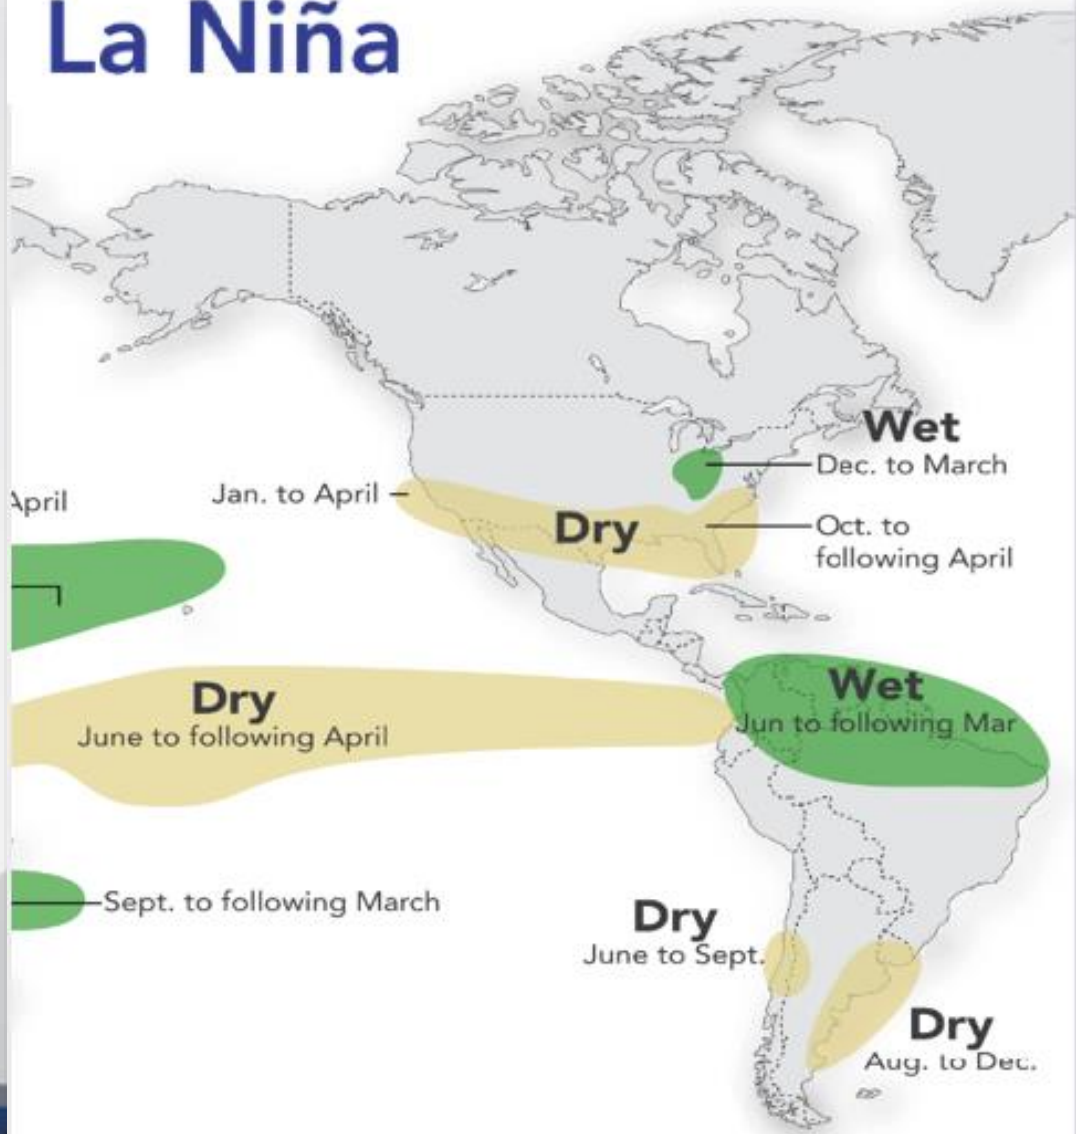 La Niña
Wet
Dec. to March
April
Jan. to April
Dry
Oct. to
following April
Wet
Jun to following Mar
Dry
June to following April
Sept. to following March
Dry
June to Sept.
Dry
Aug. to Dec.